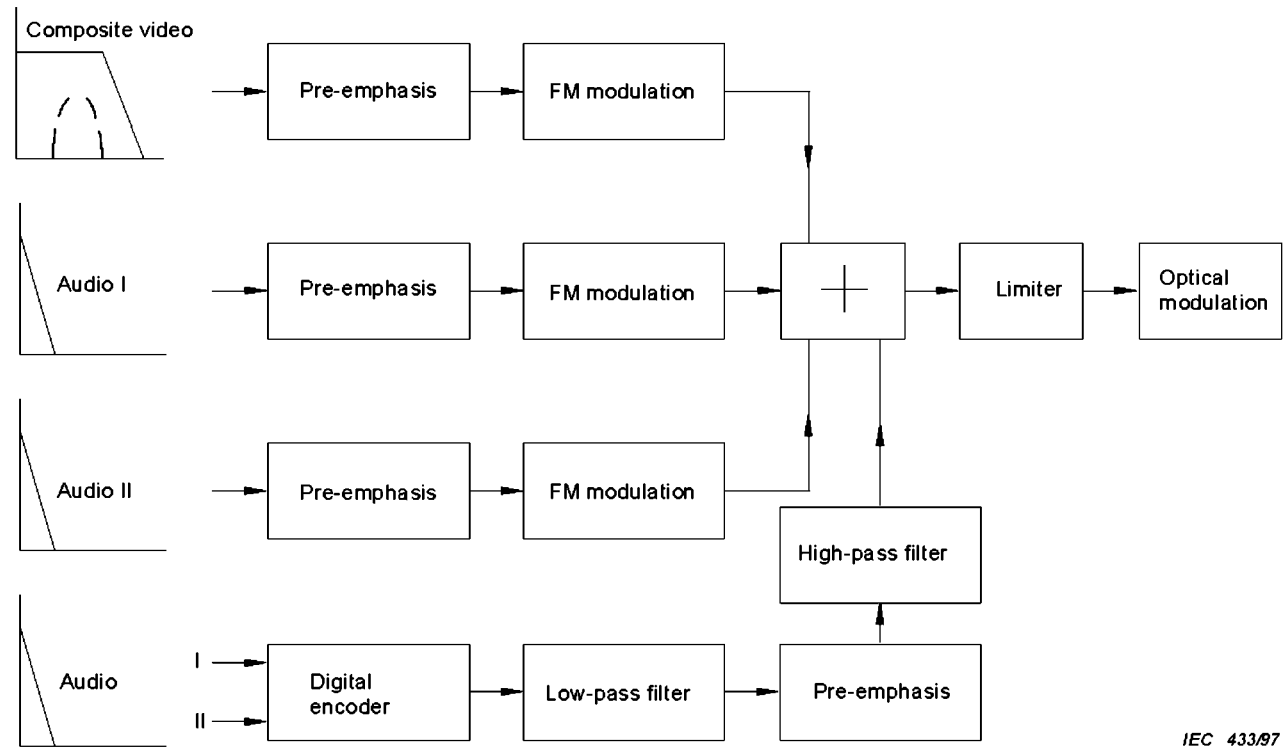 Composite video
Pre-emphasis
FM modulation
Audio I
Pre-emphasis
FM modulation
+
Limiter
Optical
modulation
Audio II
Pre-emphasis
FM modulation
High-pass filter
Audio
I
II
Digital
encoder
Low-pass filter
Pre-emphasis
IEC 433/97